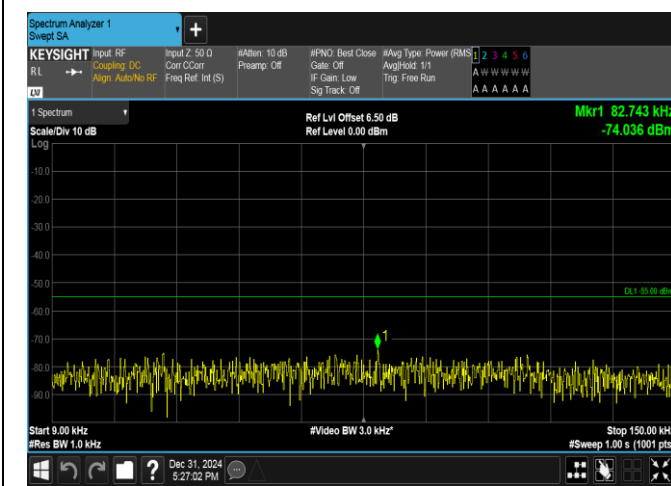 Spectrum Analyzer 1
Swept SA
+
KEYSIGHT
RL
LXI
Input: RF
Coupling: DC
Align: Auto/No RF
Input Z: 50 Ω
Corr CCorr
Freq Ref: Int (S)
#Atten: 10 dB
Preamp: Off
#PNO: Best Close
Gate: Off
IF Gain: Low
Sig Track: Off
#Avg Type: Power (RMS
Avg|Hold: 1/1
Trig: Free Run
1 2 3 4 5 6
A W W W W W
A A A A A A
1 Spectrum
Scale/Div 10 dB
Log
Ref Lvl Offset 6.50 dB
Ref Level 0.00 dBm
Mkr1 82.743 kHz
-74.036 dBm
-10.0
-20.0
-30.0
-40.0
-50.0
DL1 -55.00 dBm
-60.0
-70.0
1
-80.0
-90.0
Start 9.00 kHz
#Res BW 1.0 kHz
#Video BW 3.0 kHz*
Stop 150.00 kHz
#Sweep 1.00 s (1001 pts
?
Dec 31, 2024
5:27:02 PM